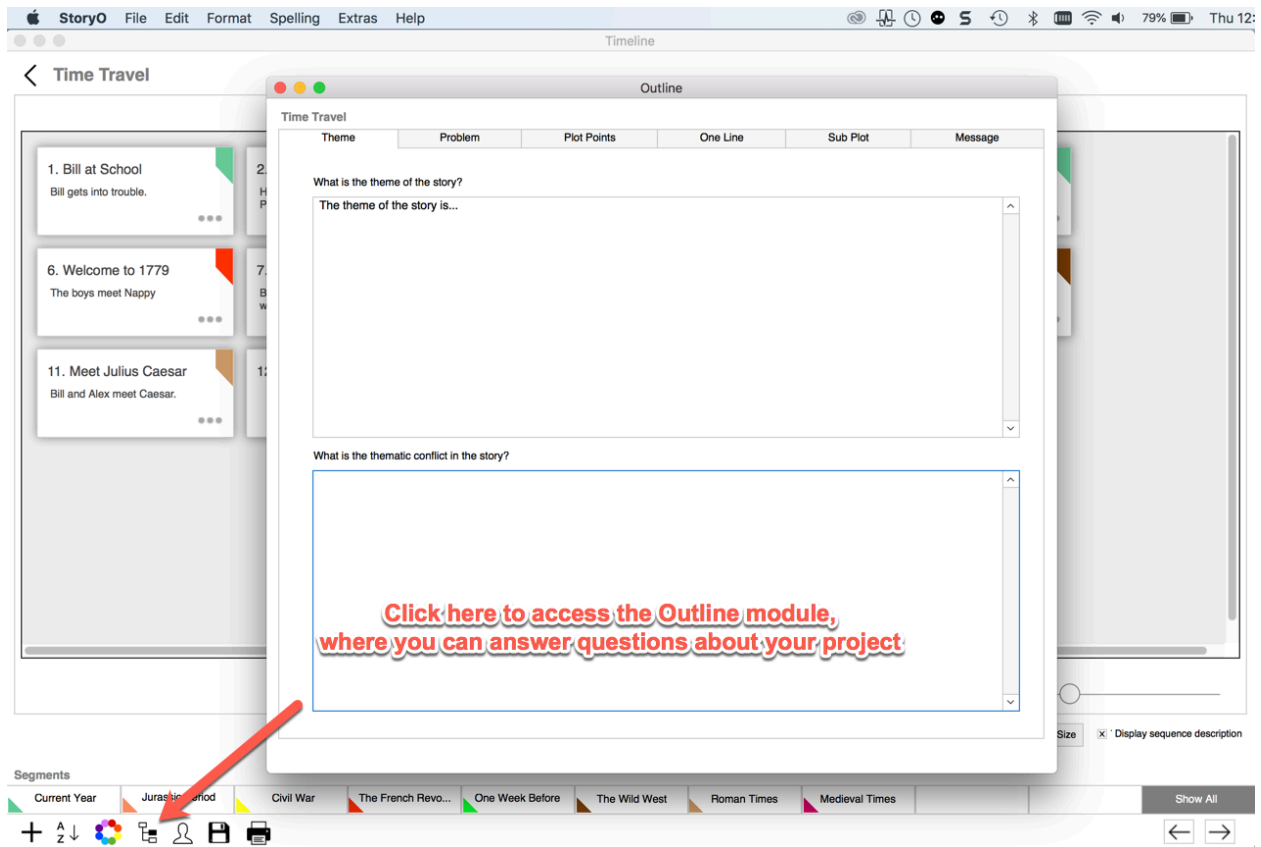 StoryO File Edit Format Spelling Extras Help 79% Thu 12:
Timeline
Time Travel
Outline
Time Travel
Theme Problem Plot Points One Line Sub Plot Message
What is the theme of the story?
The theme of the story is...
What is the thematic conflict in the story?
Click here to access the Outline module,
where you can answer questions about your project
1. Bill at School
Bill gets into trouble.
2.
H
P
6. Welcome to 1779
The boys meet Nappy
7.
B
w
11. Meet Julius Caesar
Bill and Alex meet Caesar.
12
Size Display sequence description
Segments
Current Year Jurassic Period Civil War The French Revo... One Week Before The Wild West Roman Times Medieval Times Show All
A
Z